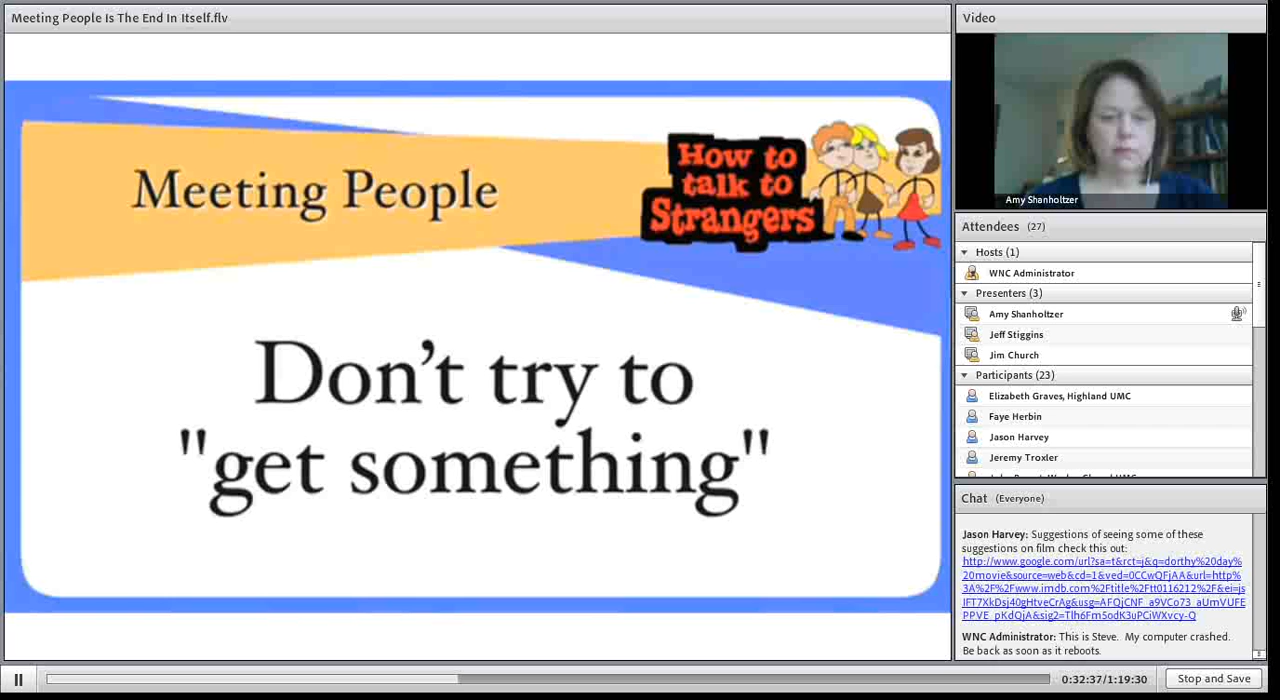 Meeting People Is The End In Itself.flv
Meeting People
How to
talk to
Strangers
Don't try to
"get something"
Video
Amy Shanholtzer
Attendees (27)
Hosts (1)
WNC Administrator
Presenters (3)
Amy Shanholtzer
Jeff Stiggins
Jim Church
Participants (23)
Elizabeth Graves, Highland UMC
Faye Herbin
Jason Harvey
Jeremy Troxler
Chat (Everyone)
Jason Harvey: Suggestions of seeing some of these
suggestions on film check this out:
http://www.google.com/url?sa=t&rct=j&q=dorthy%20day%
20movie&source=web&cd=1&ved=0CCwQFjAA&url=http%
3A%2F%2Fwww.imdb.com%2Ftitle%2Ftt0116212%2F&ei=js
IFT7XkDsj40gHtveCrAg&usg=AFQjCNF_a9VCo73_aUmVUFE
PPVE_pKdQjA&sig2=Tlh6Fm5odK3uPCiWXvcy-Q
WNC Administrator: This is Steve. My computer crashed.
Be back as soon as it reboots.
0:32:37/1:19:30
Stop and Save